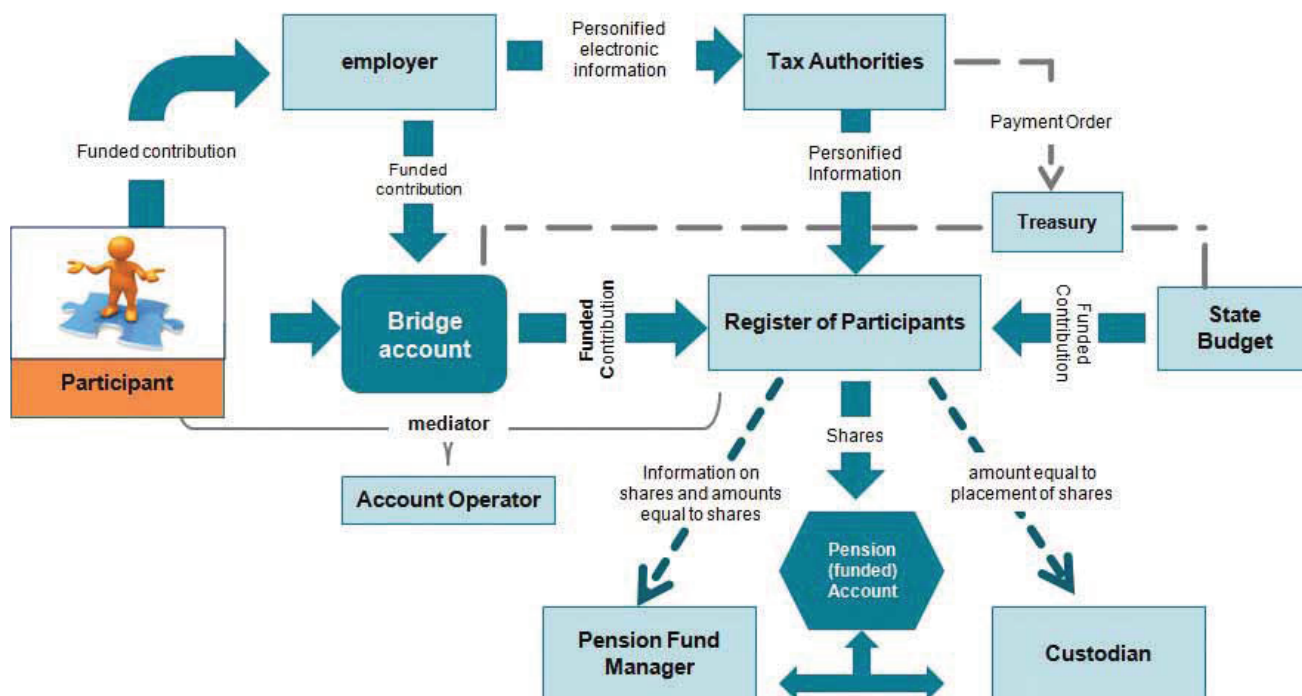 employer
Personified
electronic
information
Tax Authorities
Funded contribution
Funded
contribution
Personified
Information
Payment Order
Treasury
Participant
Bridge
account
Funded
Contribution
Register of Participants
Funded
Contribution
State
Budget
mediator
Account Operator
Information on
shares and amounts
equal to shares
Shares
amount equal to
placement of shares
Pension
(funded)
Account
Pension Fund
Manager
Custodian